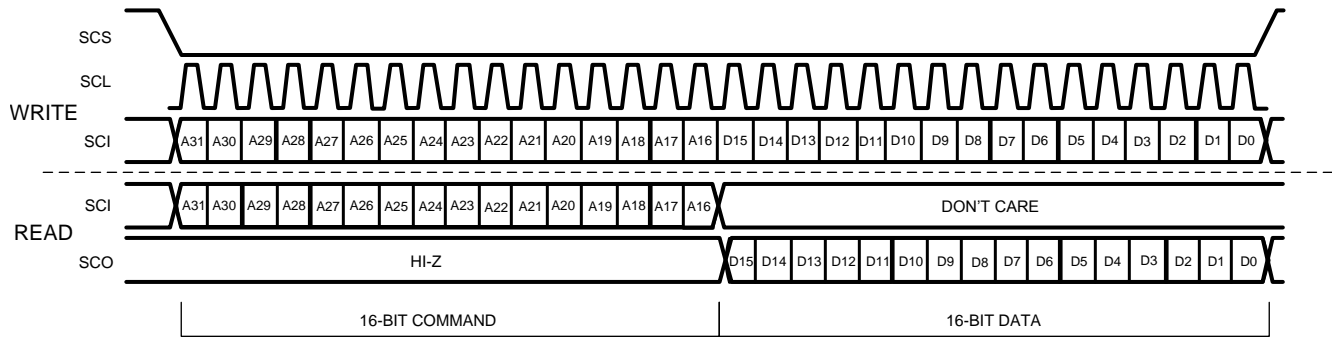 SCS
SCL
WRITE
SCI A31 A30 A29 A28 A27 A26 A25 A24 A23 A22 A21 A20 A19 A18 A17 A16 D15 D14 D13 D12 D11 D10 D9 D8 D7 D6 D5 D4 D3 D2 D1 D0
SCI A31 A30 A29 A28 A27 A26 A25 A24 A23 A22 A21 A20 A19 A18 A17 A16 DON'T CARE
READ
SCO HI-Z D15 D14 D13 D12 D11 D10 D9 D8 D7 D6 D5 D4 D3 D2 D1 D0
16-BIT COMMAND 16-BIT DATA